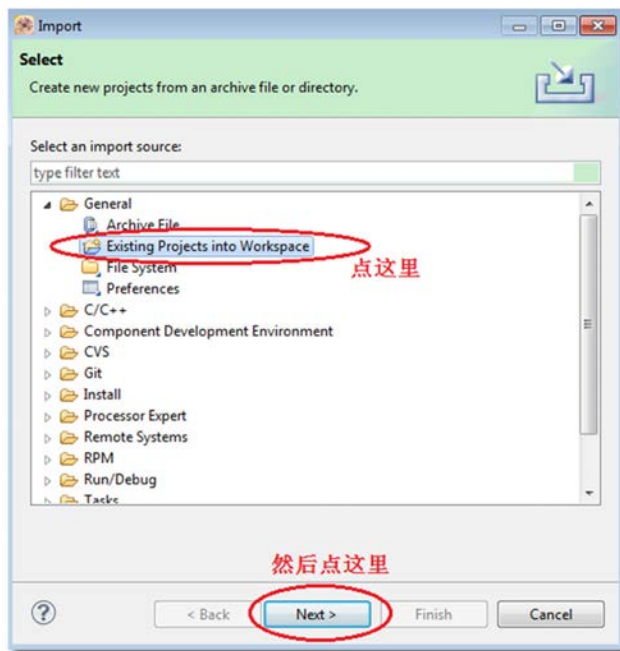 Import
Select
Create new projects from an archive file or directory.
Select an import source:
type filter text
General
Archive File
Existing Projects into Workspace
点这里
File System
Preferences
C/C++
Component Development Environment
CVS
Git
Install
Processor Expert
Remote Systems
RPM
Run/Debug
Tasks
然后点这里
?
< Back
Next >
Finish
Cancel